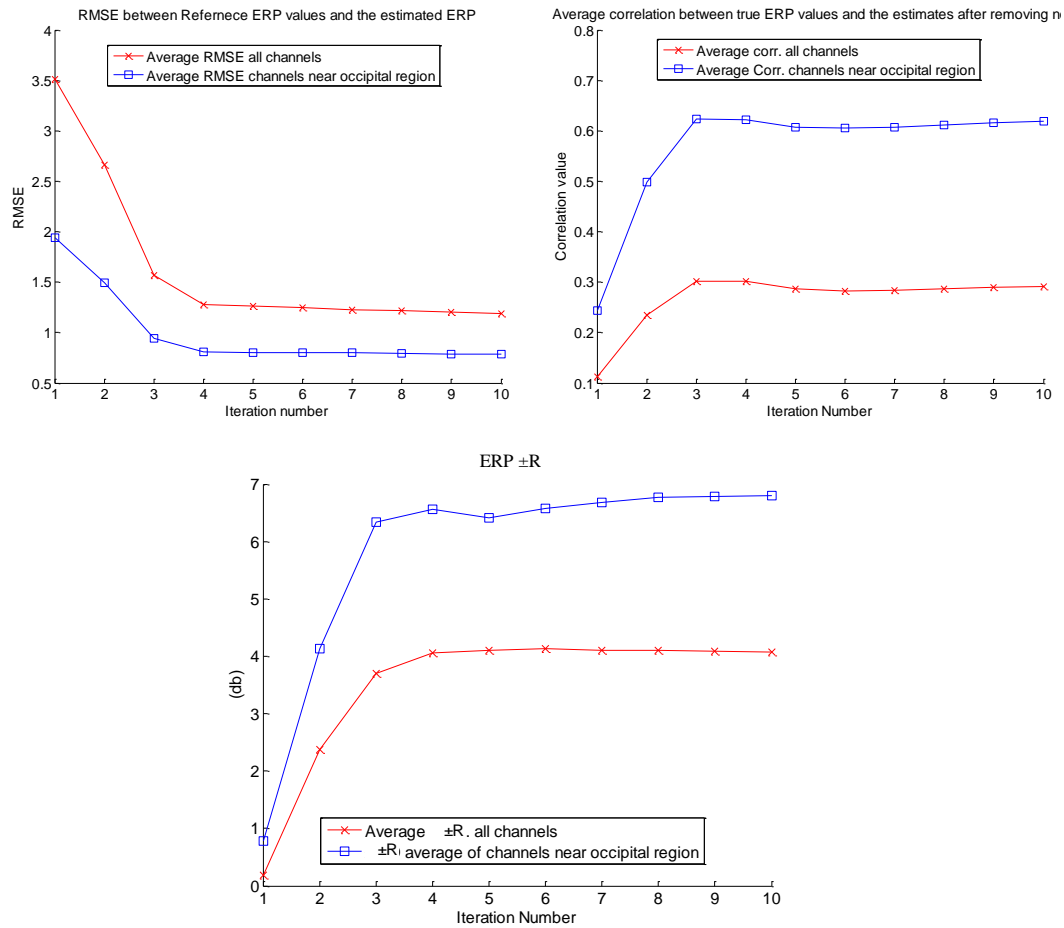 RMSE between Refernece ERP values and the estimated ERP
Average RMSE all channels
Average RMSE channels near occipital region
4
3.5
3
2.5
2
1.5
1
0.5
RMSE
1 2 3 4 5 6 7 8 9 10
Iteration number
Average correlation between true ERP values and the estimates after removing
Average corr. all channels
Average Corr. channels near occipital region
0.8
0.7
0.6
0.5
0.4
0.3
0.2
0.1
Correlation value
1 2 3 4 5 6 7 8 9 10
Iteration Number
ERP ±R
7
6
5
4
3
2
1
0
(db)
Average ±R. all channels
±R average of channels near occipital region
1 2 3 4 5 6 7 8 9 10
Iteration Number